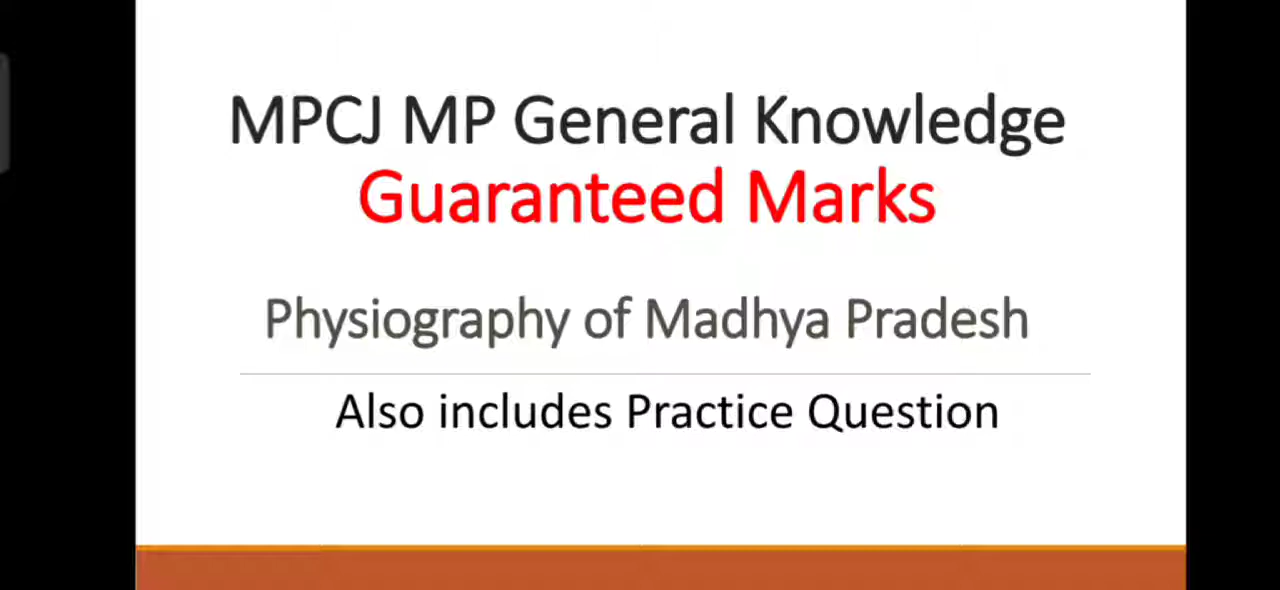 MPCJ MP General Knowledge
Guaranteed Marks
Physiography of Madhya Pradesh
Also includes Practice Question